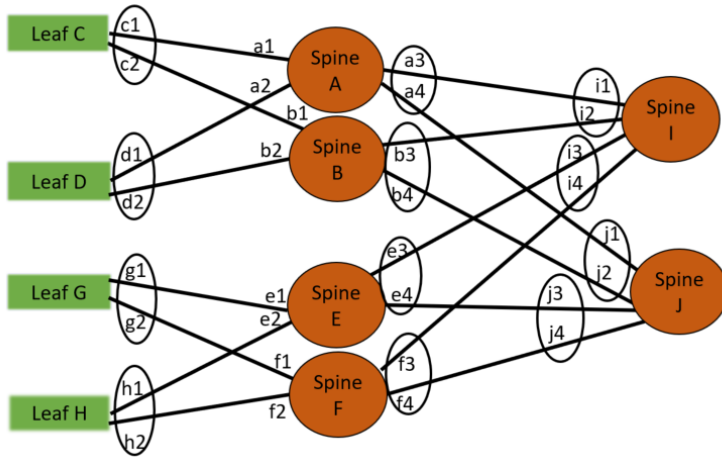 Leaf C
c1
c2
a1
a2
b1
Spine
A
a3
a4
i1
i2
Spine
I
Leaf D
d1
d2
b2
Spine
B
b3
b4
i3
i4
Leaf G
g1
g2
e1
e2
Spine
E
e3
e4
j1
j2
j3
j4
Spine
J
Leaf H
h1
h2
f1
f2
Spine
F
f3
f4